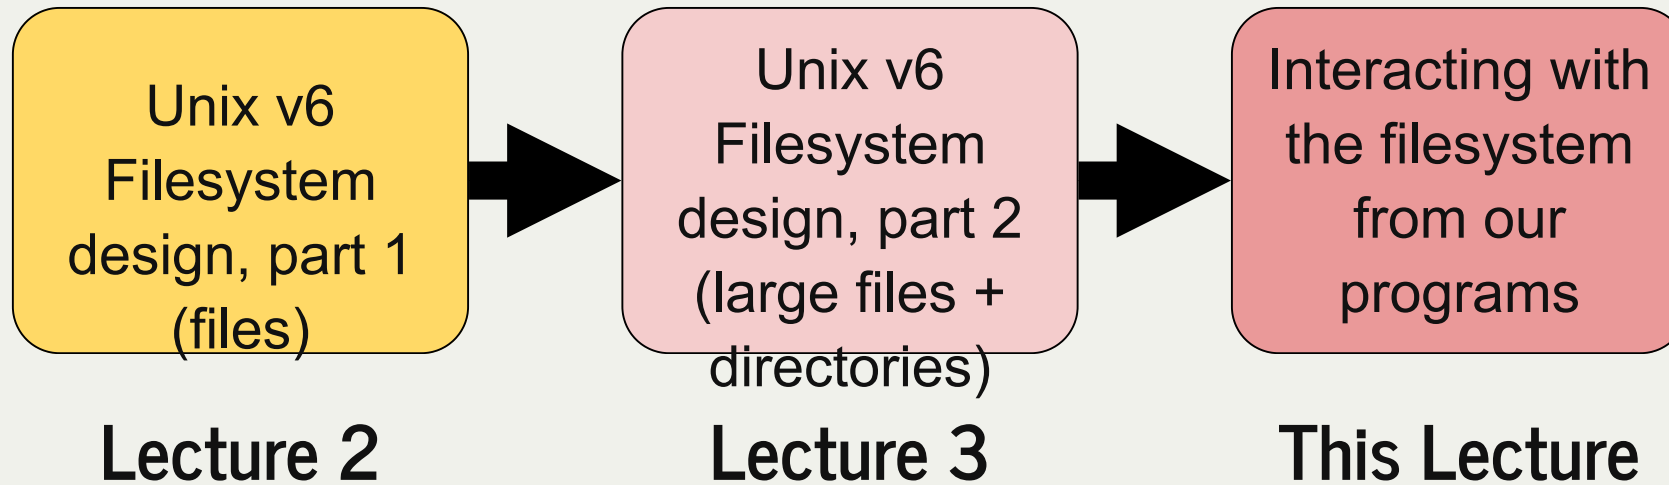 Unix v6
Filesystem
design, part 1
(files)
Lecture 2
Unix v6
Filesystem
design, part 2
(large files +
directories)
Lecture 3
Interacting with
the filesystem
from our
programs
This Lecture